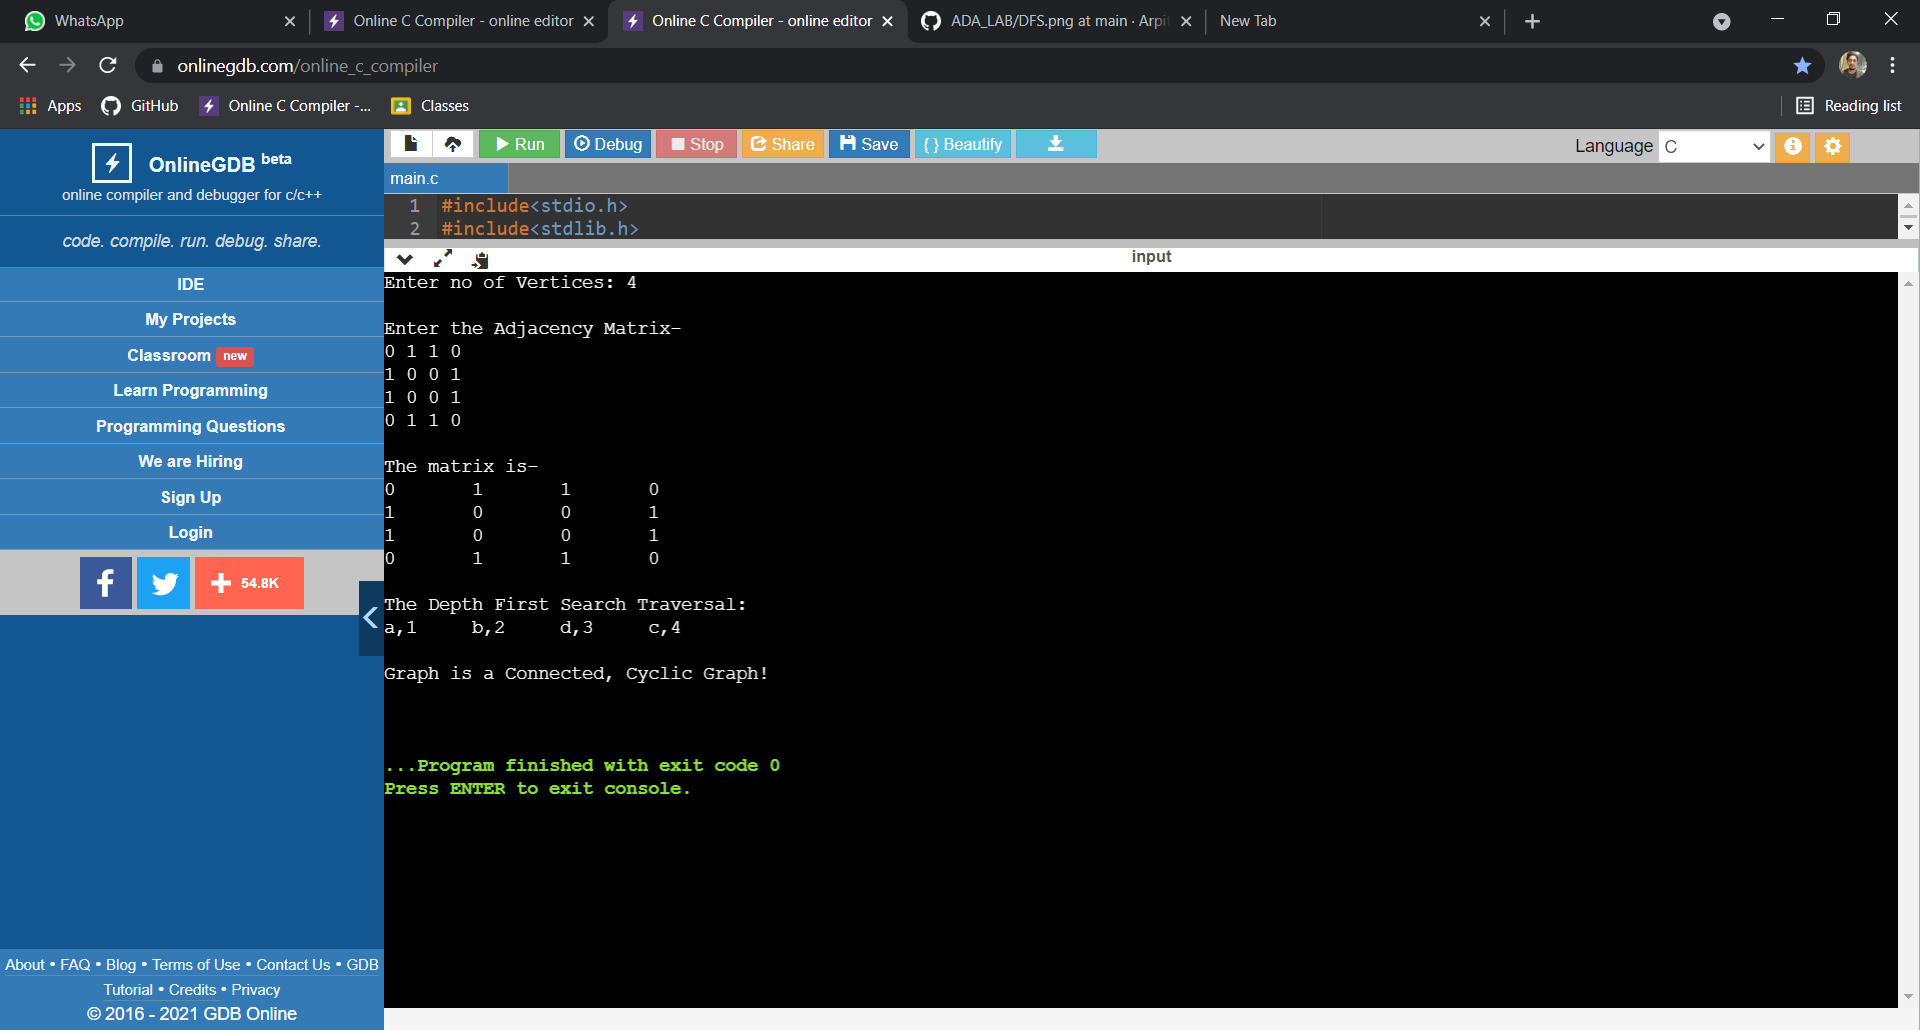 WhatsApp
Online C Compiler - online editor
Online C Compiler - online editor
ADA_LAB/DFS.png at main · Arpit
New Tab
onlinegdb.com/online_c_compiler
Apps
GitHub
Online C Compiler -...
Classes
Reading list
OnlineGDB beta
online compiler and debugger for c/c++
code. compile. run. debug. share.
IDE
My Projects
Classroom new
Learn Programming
Programming Questions
We are Hiring
Sign Up
Login
54.8K
About • FAQ • Blog • Terms of Use • Contact Us • GDB
Tutorial • Credits • Privacy
© 2016 - 2021 GDB Online
Run
Debug
Stop
Share
Save
{ } Beautify
Language C
main.c
1 #include<stdio.h>
2 #include<stdlib.h>
input
Enter no of Vertices: 4
Enter the Adjacency Matrix-
0 1 1 0
1 0 0 1
1 0 0 1
0 1 1 0
The matrix is-
0 1 1 0
1 0 0 1
1 0 0 1
0 1 1 0
The Depth First Search Traversal:
a,1 b,2 d,3 c,4
Graph is a Connected, Cyclic Graph!
...Program finished with exit code 0
Press ENTER to exit console.